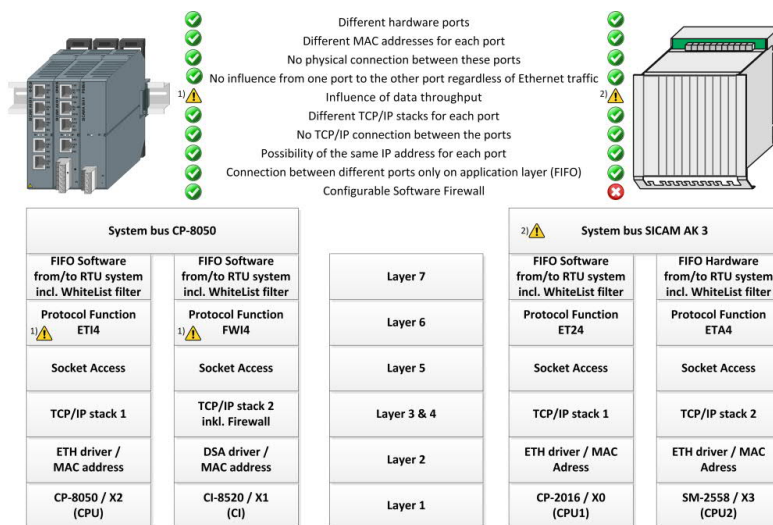 Different hardware ports
Different MAC addresses for each port
No physical connection between these ports
No influence from one port to the other port regardless of Ethernet traffic
1) Influence of data throughput 2)
Different TCP/IP stacks for each port
No TCP/IP connection between the ports
Possibility of the same IP address for each port
Connection between different ports only on application layer (FIFO)
Configurable Software Firewall
System bus CP-8050
2) System bus SICAM AK 3
FIFO Software
from/to RTU system
incl. WhiteList filter
FIFO Software
from/to RTU system
incl. WhiteList filter
Layer 7
FIFO Software
from/to RTU system
incl. WhiteList filter
FIFO Hardware
from/to RTU system
incl. WhiteList filter
Protocol Function
1) ETI4
Protocol Function
1) FWI4
Layer 6
Protocol Function
ET24
Protocol Function
ETA4
Socket Access
Socket Access
Layer 5
Socket Access
Socket Access
TCP/IP stack 1
TCP/IP stack 2
inkl. Firewall
Layer 3 & 4
TCP/IP stack 1
TCP/IP stack 2
ETH driver /
MAC address
DSA driver /
MAC address
Layer 2
ETH driver / MAC
Adress
ETH driver / MAC
Adress
CP-8050 / X2
(CPU)
CI-8520 / X1
(CI)
Layer 1
CP-2016 / X0
(CPU1)
SM-2558 / X3
(CPU2)